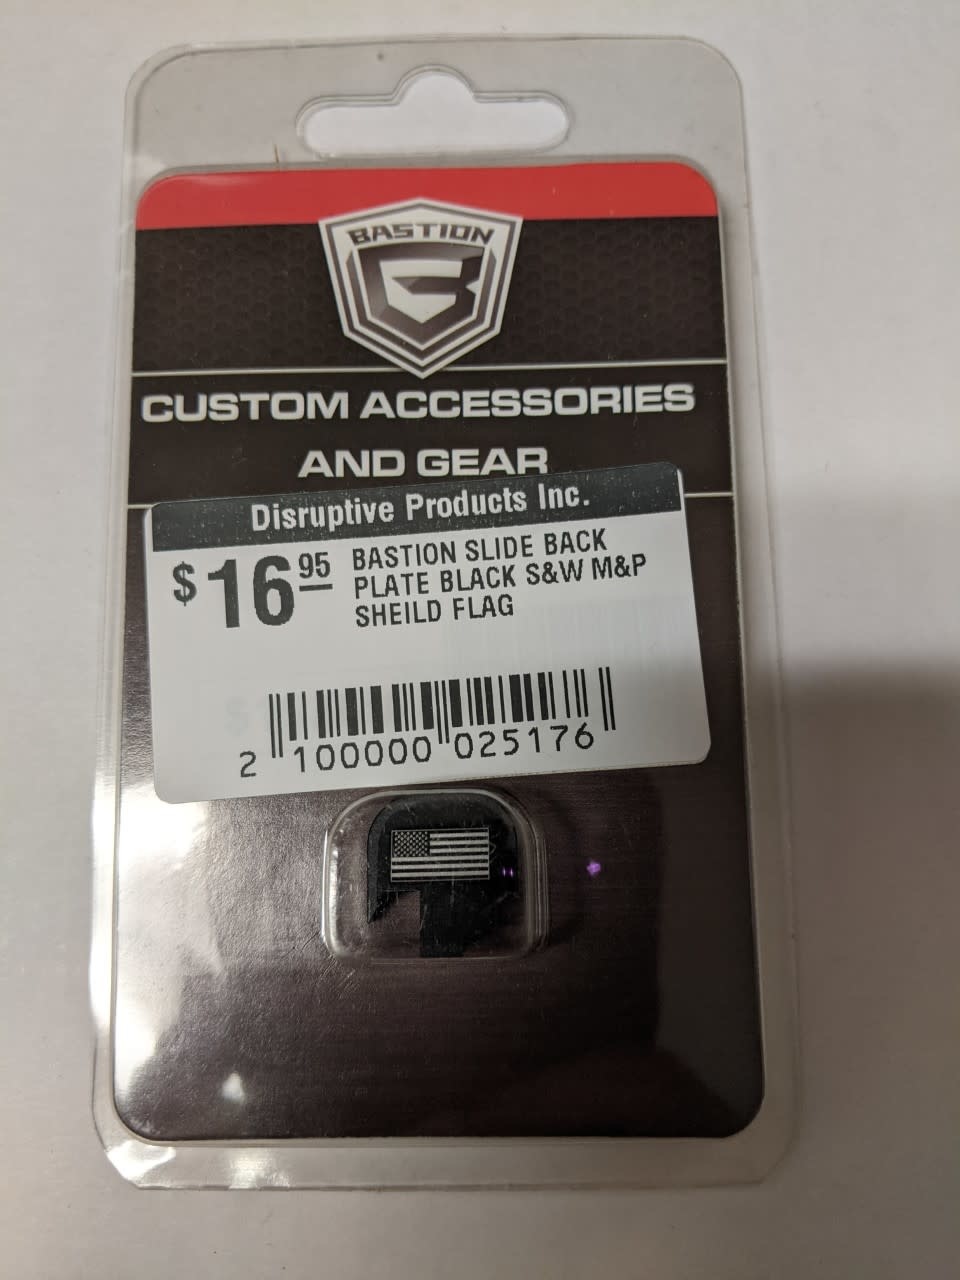 BASTION
CUSTOM ACCESSORIES
AND GEAR
Disruptive Products Inc.
$16.95
BASTION SLIDE BACK
PLATE BLACK S&W M&P
SHEILD FLAG
2 100000 025176